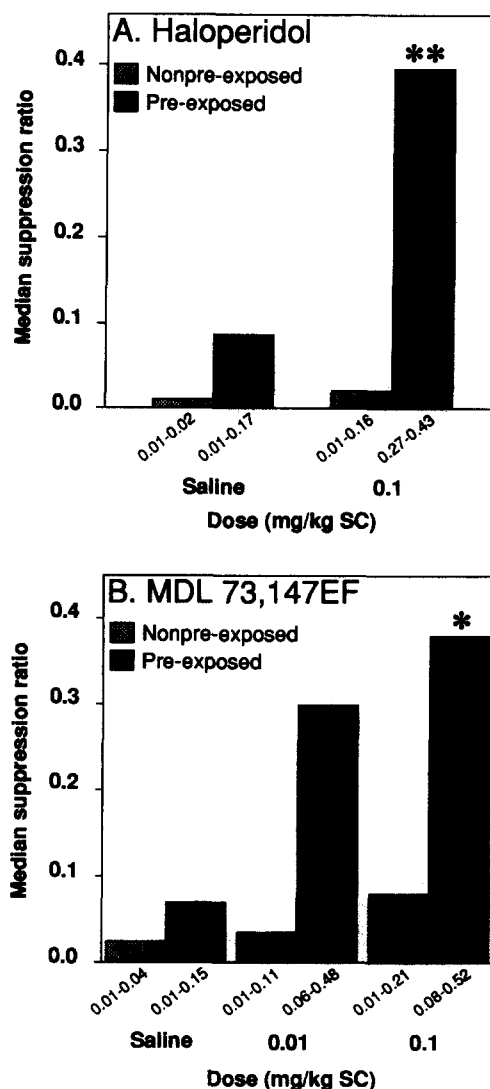 A. Haloperidol
Nonpre-exposed
Pre-exposed
**
Median suppression ratio
0.4
0.3
0.2
0.1
0.0
0.01-0.02
0.01-0.17
0.01-0.16
0.27-0.43
Saline
0.1
Dose (mg/kg SC)
B. MDL 73,147EF
Nonpre-exposed
Pre-exposed
*
Median suppression ratio
0.4
0.3
0.2
0.1
0.0
0.01-0.04
0.01-0.15
0.01-0.11
0.06-0.48
0.01-0.21
0.08-0.52
Saline
0.01
0.1
Dose (mg/kg SC)